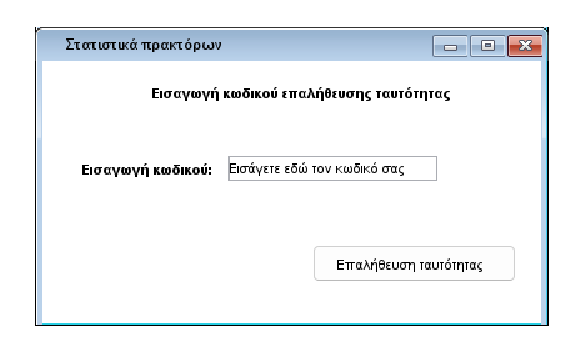 Στατιστικά πρακτόρων
Εισαγωγή κωδικού επαλήθευσης ταυτότητας
Εισαγωγή κωδικού: Εισάγετε εδώ τον κωδικό σας
Επαλήθευση ταυτότητας